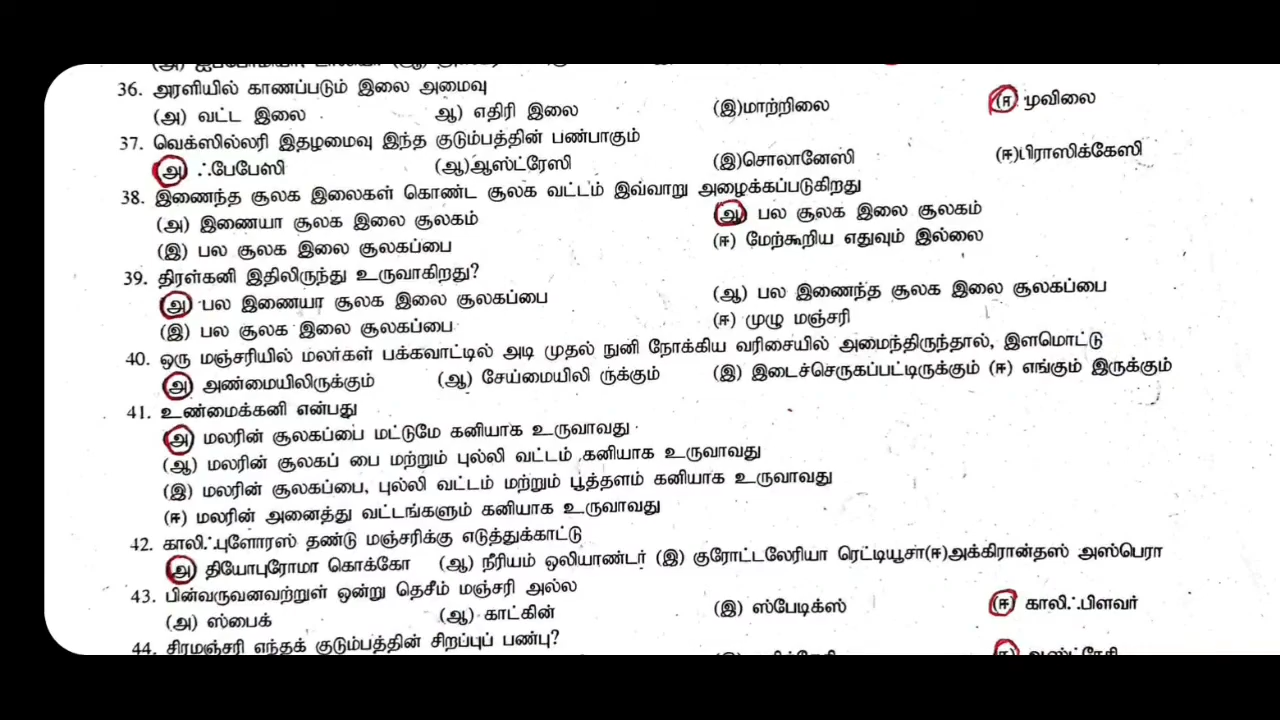 36. அரளியில் காணப்படும் இலை அமைவு
(அ) வட்ட இலை ஆ) எதிரி இலை (இ)மாற்றிலை (ஈ) மூவிலை
37. வெக்ஸில்லரி இதழமைவு இந்த குடும்பத்தின் பண்பாகும்
(அ) ஃபேபேஸி (ஆ)ஆஸ்ட்ரேஸி (இ)சொலானேஸி (ஈ)பிராஸிக்கேஸி
38. இணைந்த சூலக இலைகள் கொண்ட சூலக வட்டம் இவ்வாறு அழைக்கப்படுகிறது
(அ) இணையா சூலக இலை சூலகம் (ஆ) பல சூலக இலை சூலகம்
(இ) பல சூலக இலை சூலகப்பை (ஈ) மேற்கூறிய எதுவும் இல்லை
39. திரள்கனி இதிலிருந்து உருவாகிறது?
(அ) பல இணையா சூலக இலை சூலகப்பை (ஆ) பல இணைந்த சூலக இலை சூலகப்பை
(இ) பல சூலக இலை சூலகப்பை (ஈ) முழு மஞ்சரி
40. ஒரு மஞ்சரியில் மலர்கள் பக்கவாட்டில் அடி முதல் நுனி நோக்கிய வரிசையில் அமைந்திருந்தால், இளமொட்டு
(அ) அண்மையிலிருக்கும் (ஆ) சேய்மையிலிருக்கும் (இ) இடைச்செருகப்பட்டிருக்கும் (ஈ) எங்கும் இருக்கும்
41. உண்மைக்கனி என்பது
(அ) மலரின் சூலகப்பை மட்டுமே கனியாக உருவாவது
(ஆ) மலரின் சூலகப் பை மற்றும் புல்லி வட்டம் கனியாக உருவாவது
(இ) மலரின் சூலகப்பை, புல்லி வட்டம் மற்றும் பூத்தளம் கனியாக உருவாவது
(ஈ) மலரின் அனைத்து வட்டங்களும் கனியாக உருவாவது
42. காலிஃபுளோரஸ் தண்டு மஞ்சரிக்கு எடுத்துக்காட்டு
(அ) தியோபுரோமா கொக்கோ (ஆ) நீரியம் ஒலியாண்டர் (இ) குரோட்டலேரியா ரெட்டியூசா(ஈ)அக்கிராந்தஸ் அஸ்பெரா
43. பின்வருவனவற்றுள் ஒன்று தெசீம் மஞ்சரி அல்ல
(அ) ஸ்பைக் (ஆ) காட்கின் (இ) ஸ்பேடிக்ஸ் (ஈ) காலிஃபிளவர்
44. சிரமஞ்சரி எந்தக் குடும்பத்தின் சிறப்புப் பண்பு?